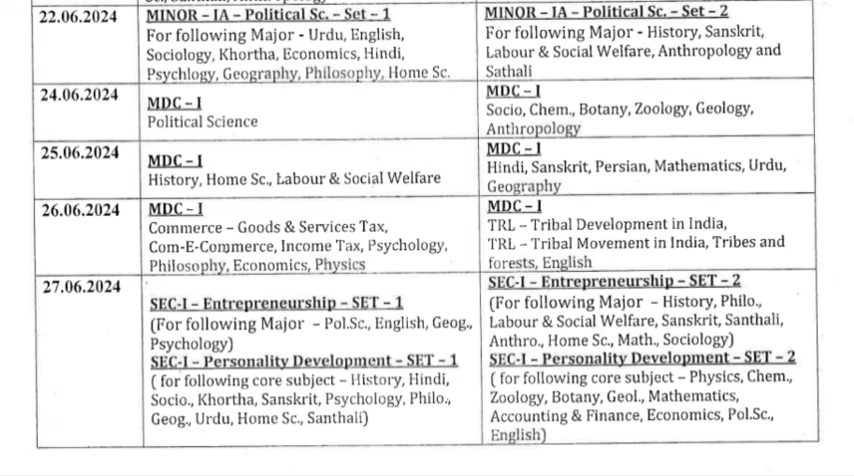 22.06.2024
MINOR – IA – Political Sc. – Set – 1
For following Major - Urdu, English,
Sociology, Khortha, Economics, Hindi,
Psychlogy, Geography, Philosophy, Home Sc.
MINOR – IA – Political Sc. – Set – 2
For following Major - History, Sanskrit,
Labour & Social Welfare, Anthropology and
Sathali
24.06.2024
MDC – I
Political Science
MDC – I
Socio, Chem., Botany, Zoology, Geology,
Anthropology
25.06.2024
MDC – I
History, Home Sc., Labour & Social Welfare
MDC – I
Hindi, Sanskrit, Persian, Mathematics, Urdu,
Geography
26.06.2024
MDC – I
Commerce – Goods & Services Tax,
Com-E-Commerce, Income Tax, Psychology,
Philosophy, Economics, Physics
MDC – I
TRL – Tribal Development in India,
TRL – Tribal Movement in India, Tribes and
forests, English
27.06.2024
SEC-I – Entrepreneurship – SET – 1
(For following Major – Pol.Sc., English, Geog.,
Psychology)
SEC-I – Personality Development – SET – 1
( for following core subject – History, Hindi,
Socio., Khortha, Sanskrit, Psychology, Philo.,
Geog., Urdu, Home Sc., Santhali)
SEC-I – Entrepreneurship – SET – 2
(For following Major – History, Philo.,
Labour & Social Welfare, Sanskrit, Santhali,
Anthro., Home Sc., Math., Sociology)
SEC-I – Personality Development – SET – 2
( for following core subject – Physics, Chem.,
Zoology, Botany, Geol., Mathematics,
Accounting & Finance, Economics, Pol.Sc.,
English)